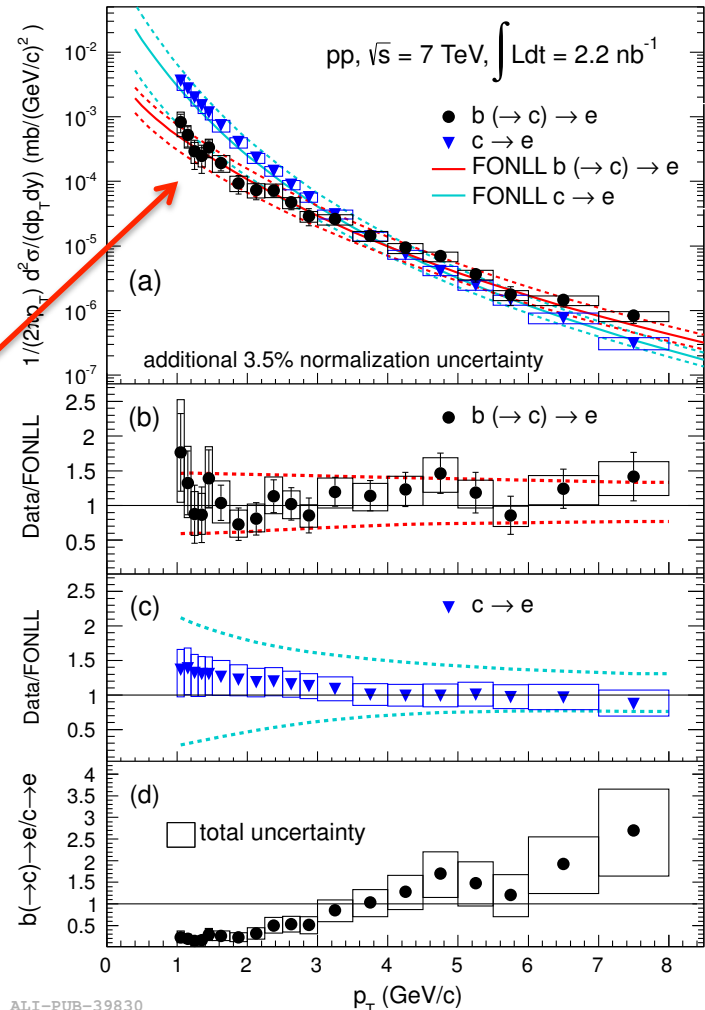 pp, √s = 7 TeV, ∫ Ldt = 2.2 nb⁻¹
b (→ c) → e
c → e
FONLL b (→ c) → e
FONLL c → e
1/(2πp_T) d²σ/(dp_Tdy) (mb/(GeV/c)²)
10⁻²
10⁻³
10⁻⁴
10⁻⁵
10⁻⁶
10⁻⁷
(a)
additional 3.5% normalization uncertainty
Data/FONLL
2.5
2
1.5
1
0.5
(b)
b (→ c) → e
Data/FONLL
2.5
2
1.5
1
0.5
(c)
c → e
b(→c)→e/c→e
4
3.5
3
2.5
2
1.5
1
0.5
(d)
total uncertainty
0 1 2 3 4 5 6 7 8
p_T (GeV/c)
ALI-PUB-39830